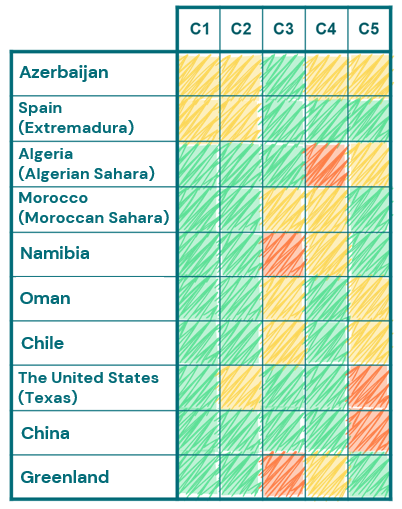 C1 C2 C3 C4 C5
Azerbaijan
Spain
(Extremadura)
Algeria
(Algerian Sahara)
Morocco
(Moroccan Sahara)
Namibia
Oman
Chile
The United States
(Texas)
China
Greenland